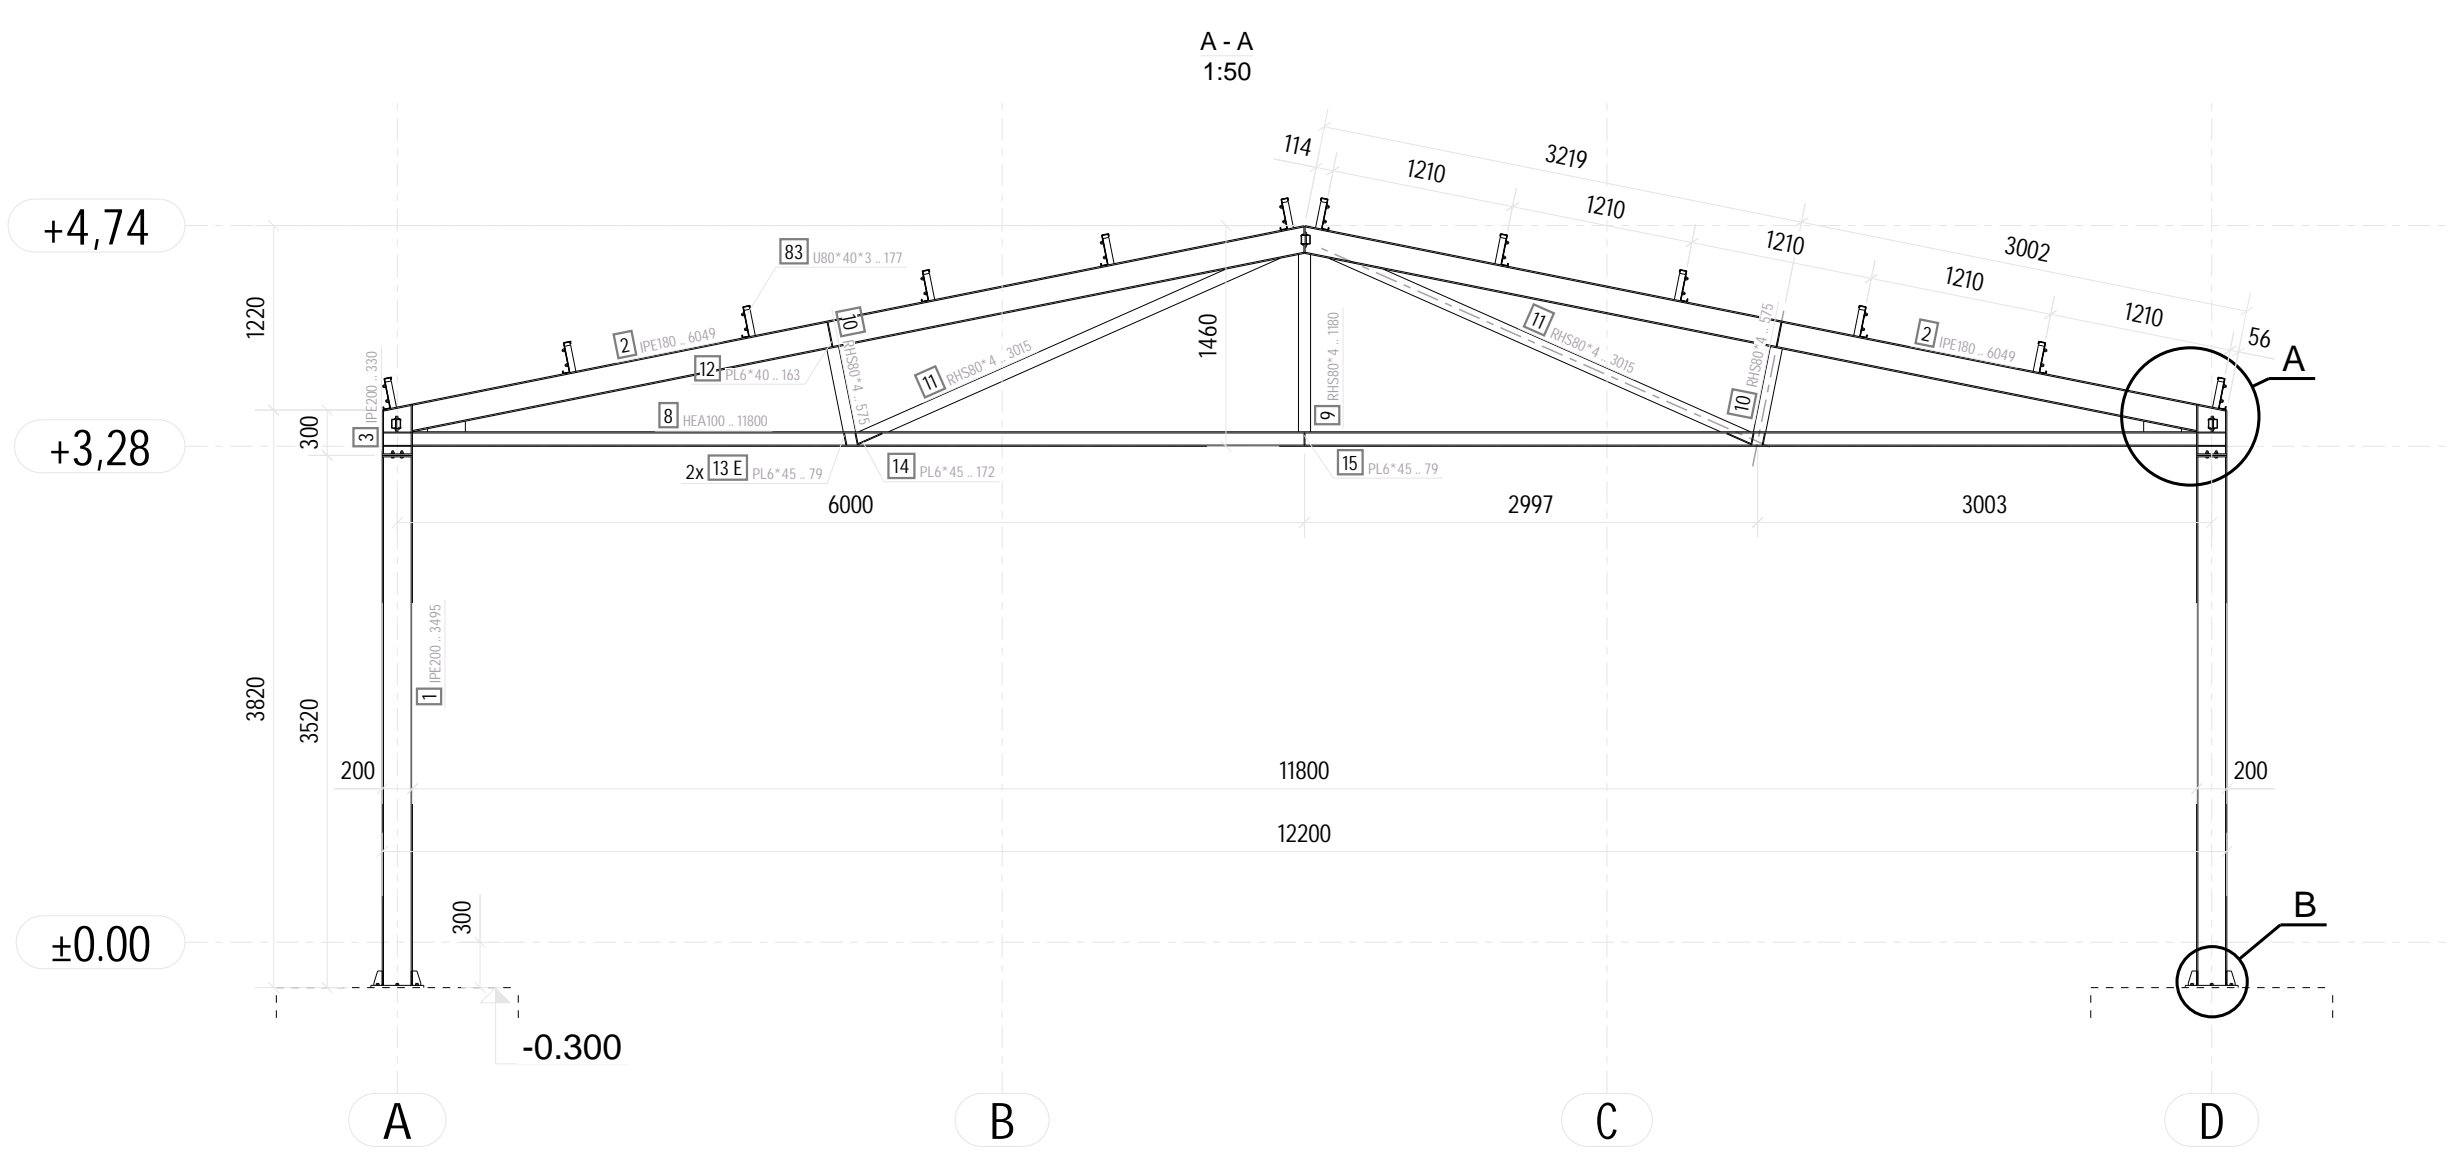 A - A
1:50
114
3219
1210
1210
1210
3002
1210
1210
56
A
+4,74
83 U80*40*3 .. 177
1220
2 IPE180 .. 6049
10 RHS80*4 .. 575
12 PL6*40 .. 163
11 RHS80*4 .. 3015
1460
9 RHS80*4 .. 1180
11 RHS80*4 .. 3015
10 RHS80*4 .. 575
2 IPE180 .. 6049
3 IPE200 .. 330
300
8 HEA100 .. 11800
+3,28
2x 13 E PL6*45 .. 79
14 PL6*45 .. 172
15 PL6*45 .. 79
6000
2997
3003
1 IPE200 .. 3495
3820
3520
200
11800
200
12200
300
B
±0.00
-0.300
A
B
C
D